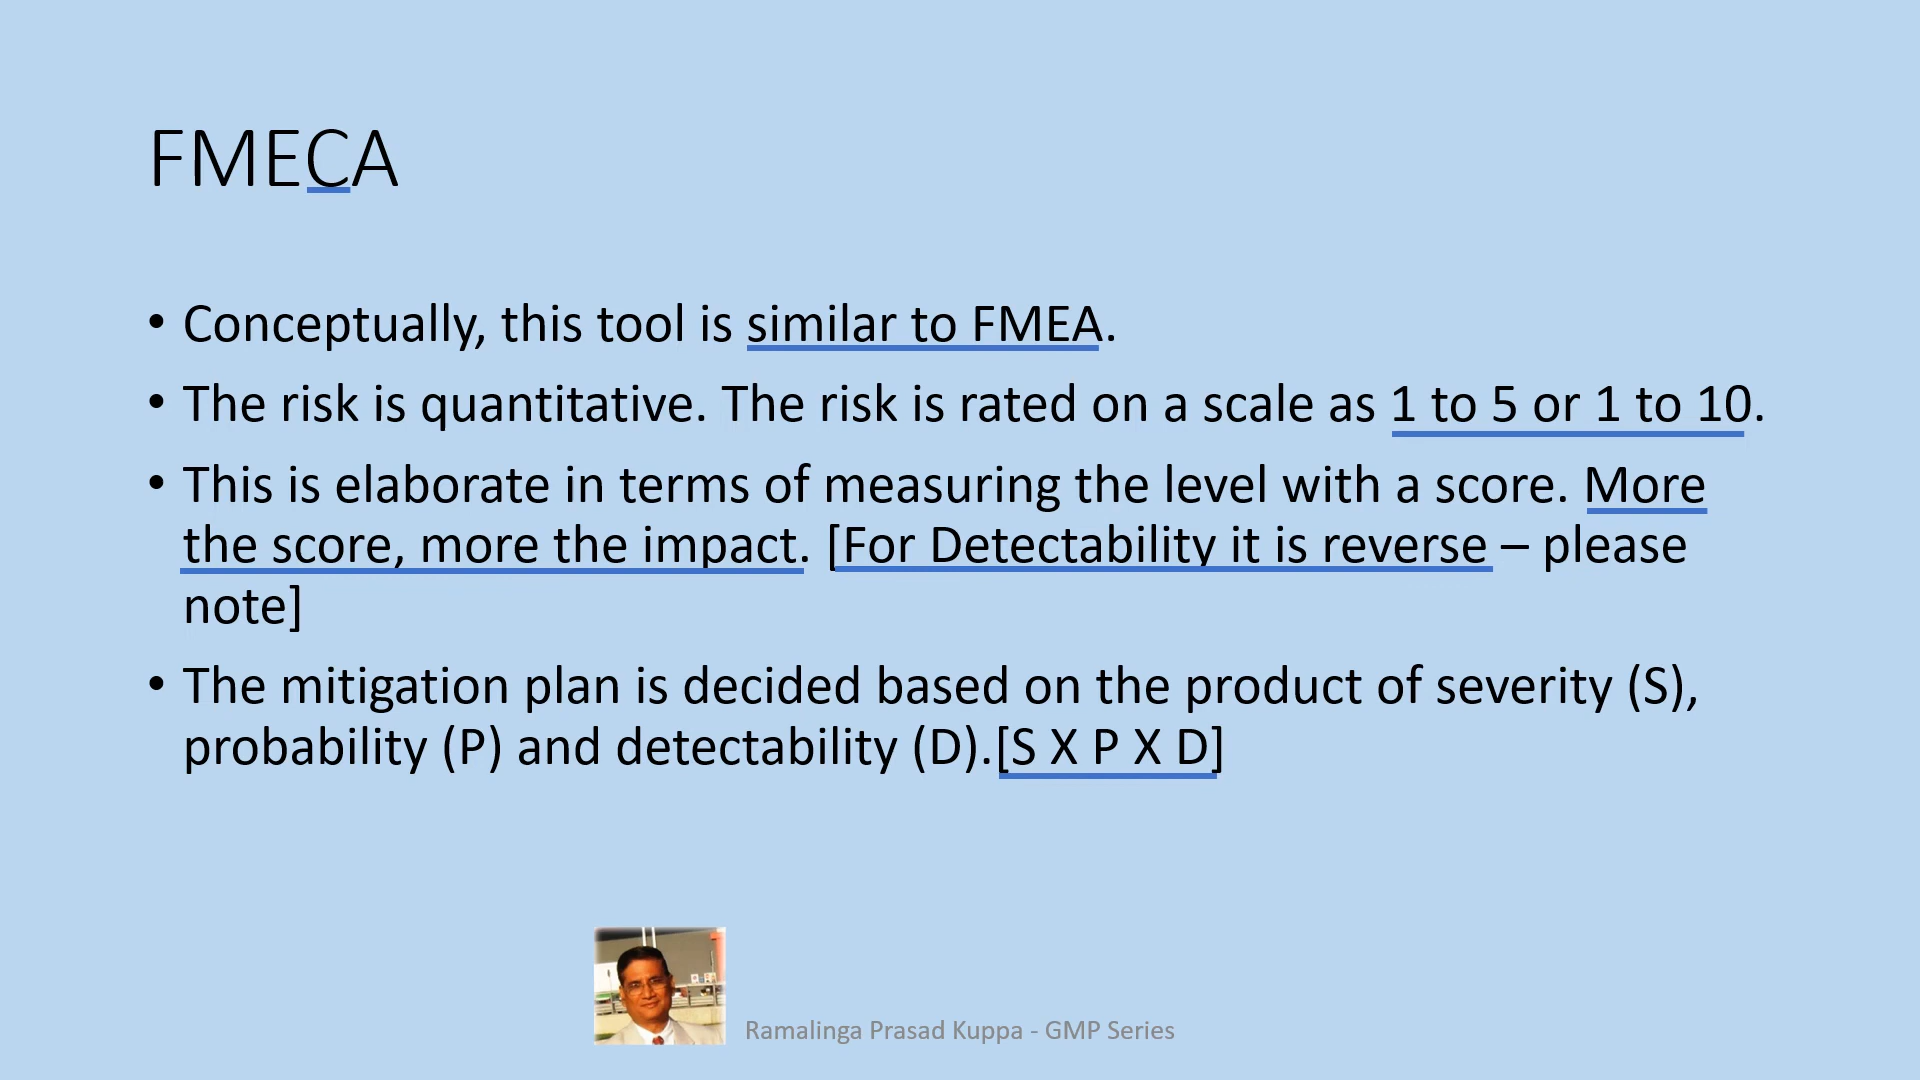 FMECA
• Conceptually, this tool is similar to FMEA.
• The risk is quantitative. The risk is rated on a scale as 1 to 5 or 1 to 10.
• This is elaborate in terms of measuring the level with a score. More
the score, more the impact. [For Detectability it is reverse – please
note]
• The mitigation plan is decided based on the product of severity (S),
probability (P) and detectability (D).[S X P X D]
Ramalinga Prasad Kuppa - GMP Series